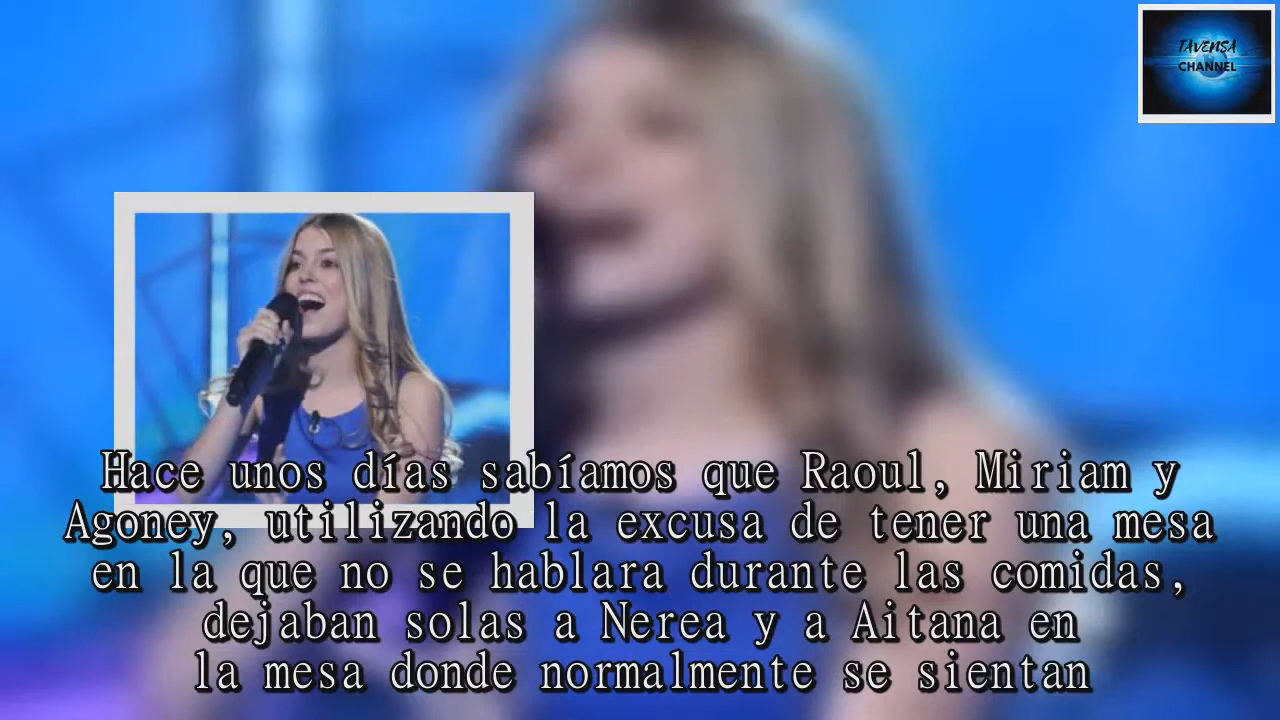 TAVENSA
CHANNEL
Hace unos días sabíamos que Raoul, Miriam y
Agoney, utilizando la excusa de tener una mesa
en la que no se hablara durante las comidas,
dejaban solas a Nerea y a Aitana en
la mesa donde normalmente se sientan